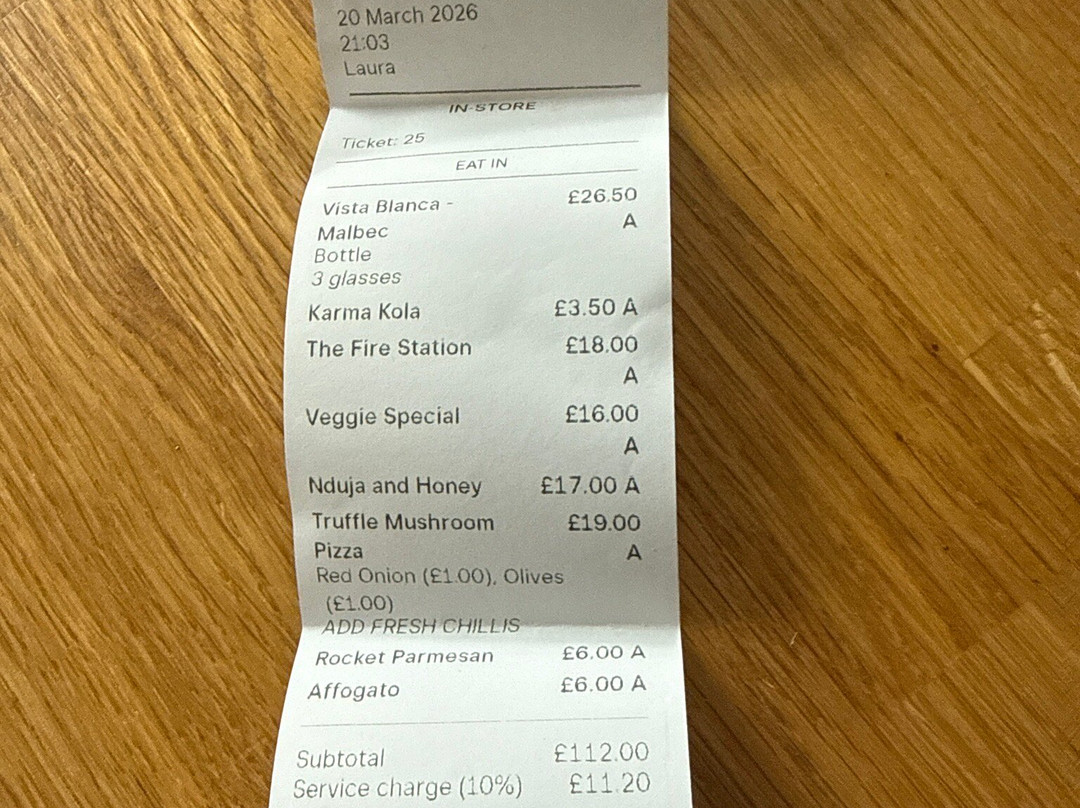 20 March 2026
21:03
Laura
IN-STORE
Ticket: 25
EAT IN
Vista Blanca - £26.50
Malbec A
Bottle
3 glasses
Karma Kola £3.50 A
The Fire Station £18.00
A
Veggie Special £16.00
A
Nduja and Honey £17.00 A
Truffle Mushroom £19.00
Pizza A
Red Onion (£1.00), Olives
(£1.00)
ADD FRESH CHILLIS
Rocket Parmesan £6.00 A
Affogato £6.00 A
Subtotal £112.00
Service charge (10%) £11.20